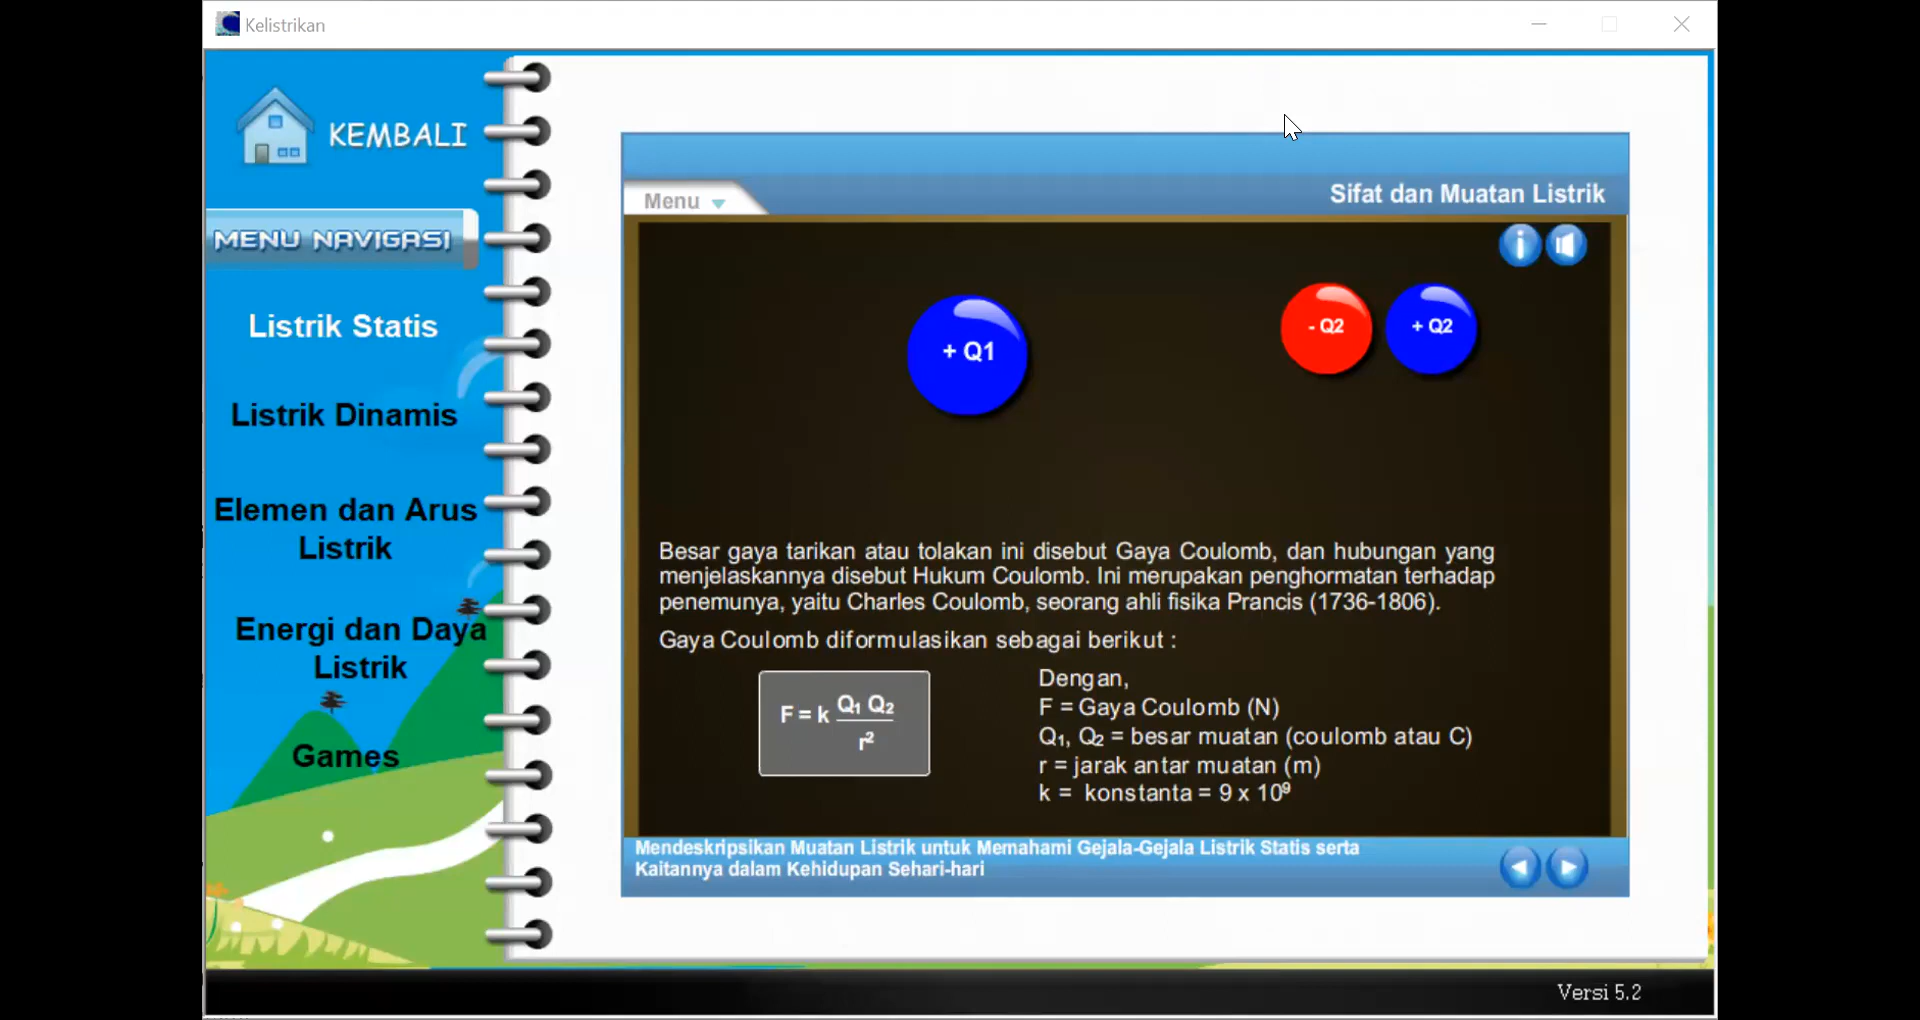 Kelistrikan
KEMBALI
MENU NAVIGASI
Listrik Statis
Listrik Dinamis
Elemen dan Arus
Listrik
Energi dan Daya
Listrik
Games
Menu
Sifat dan Muatan Listrik
i
+ Q1
- Q2
+ Q2
Besar gaya tarikan atau tolakan ini disebut Gaya Coulomb, dan hubungan yang
menjelaskannya disebut Hukum Coulomb. Ini merupakan penghormatan terhadap
penemunya, yaitu Charles Coulomb, seorang ahli fisika Prancis (1736-1806).
Gaya Coulomb diformulasikan sebagai berikut :
F = k Q₁ Q₂
r²
Dengan,
F = Gaya Coulomb (N)
Q₁, Q₂ = besar muatan (coulomb atau C)
r = jarak antar muatan (m)
k = konstanta = 9 x 10⁹
Mendeskripsikan Muatan Listrik untuk Memahami Gejala-Gejala Listrik Statis serta
Kaitannya dalam Kehidupan Sehari-hari
Versi 5.2